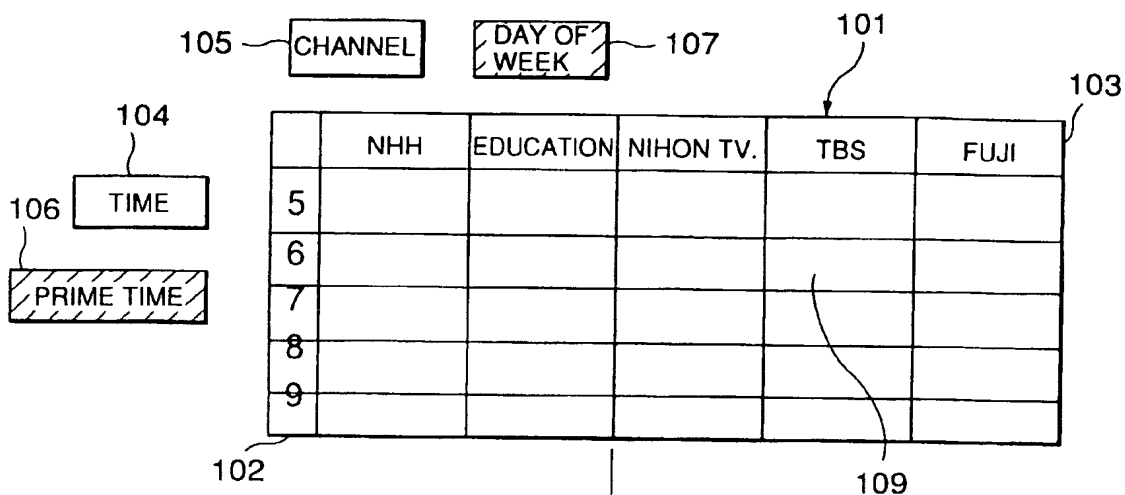 105 CHANNEL DAY OF WEEK 107 101
103
104
NHH EDUCATION NIHON TV. TBS FUJI
TIME
106
5
6
PRIME TIME
7
8
9
102
109